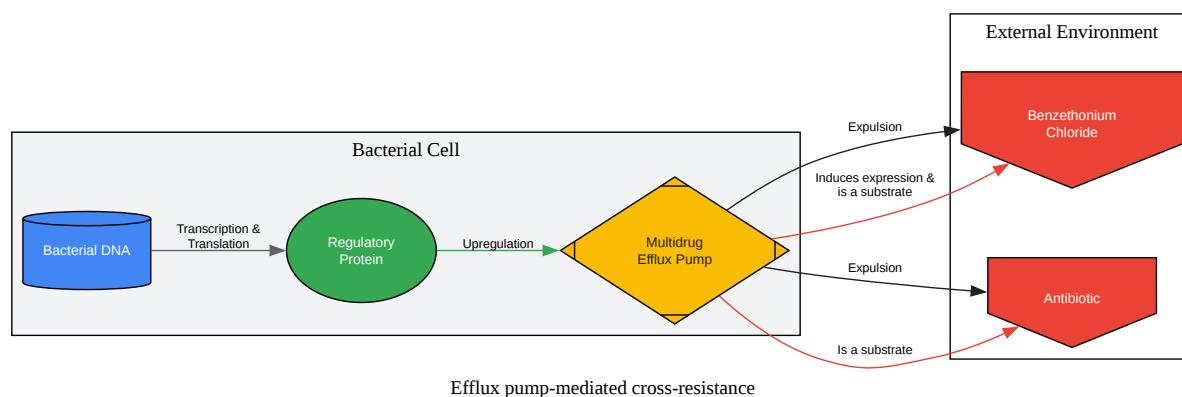 External Environment
Benzethonium
Chloride
Expulsion
Bacterial Cell
Induces expression &
is a substrate
Transcription &
Translation
Bacterial DNA
Regulatory
Protein
Upregulation
Multidrug
Efflux Pump
Expulsion
Antibiotic
Is a substrate
Efflux pump-mediated cross-resistance